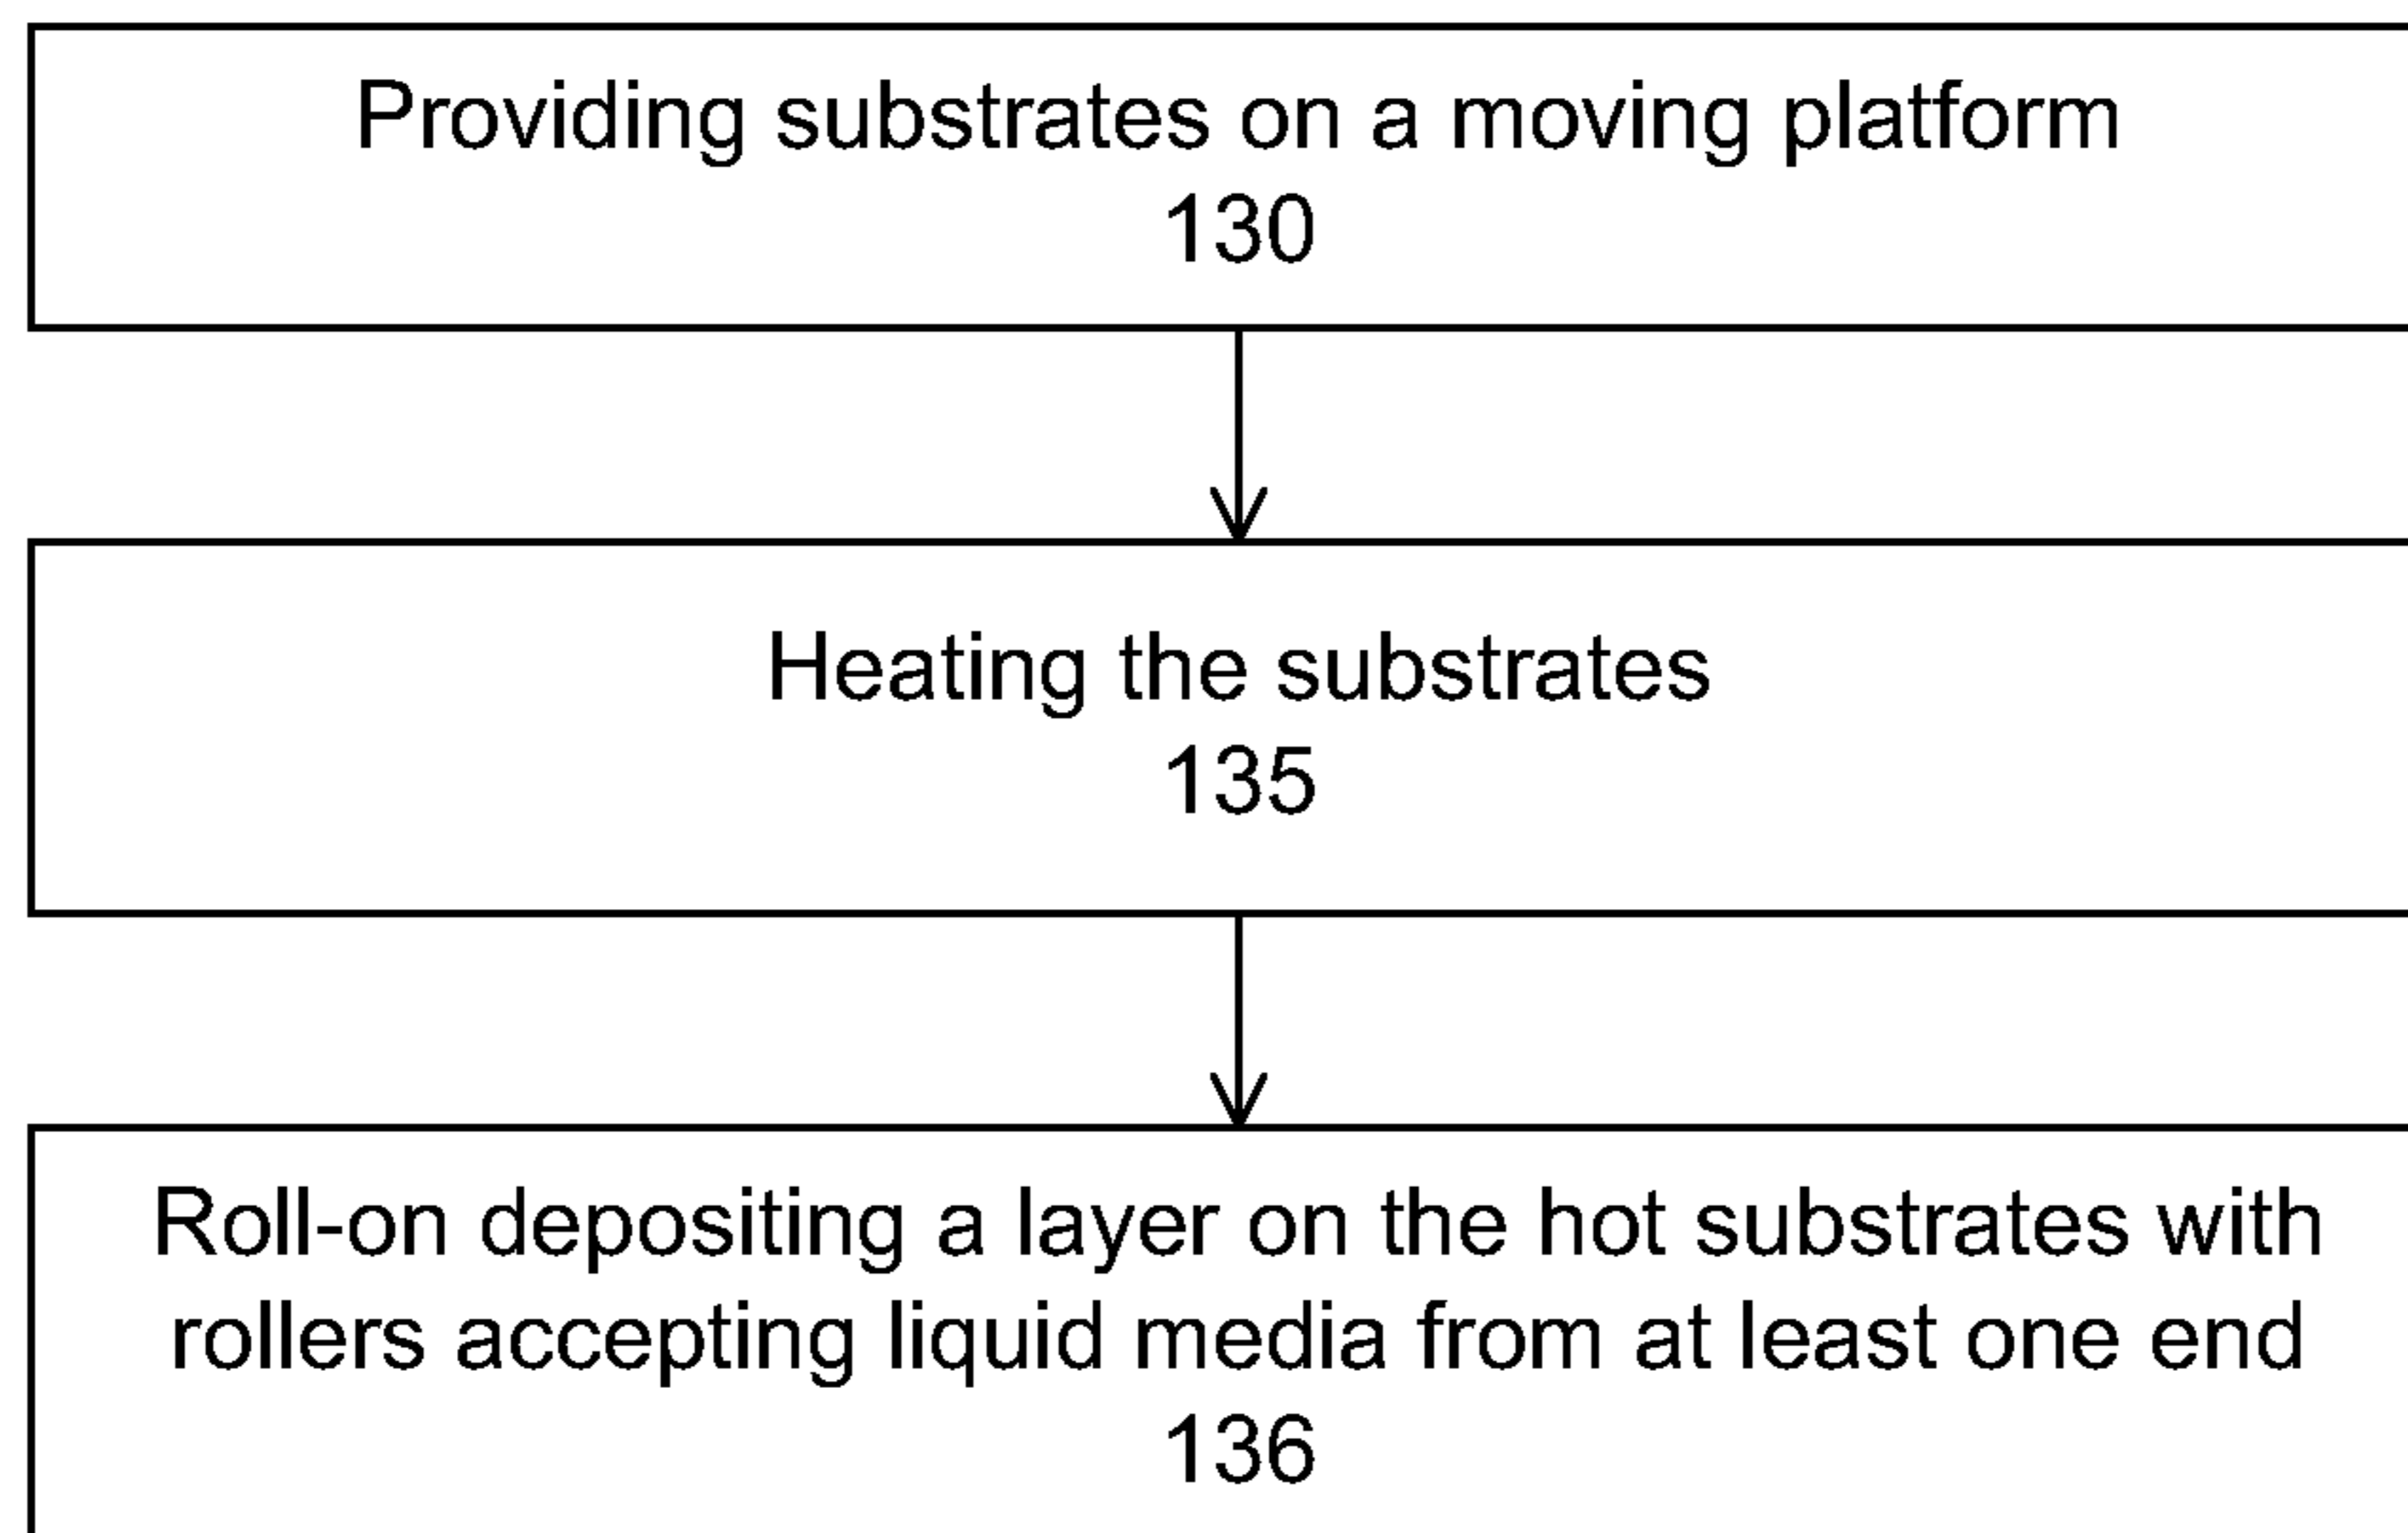 Providing substrates on a moving platform
130
Heating the substrates
135
Roll-on depositing a layer on the hot substrates with
rollers accepting liquid media from at least one end
136